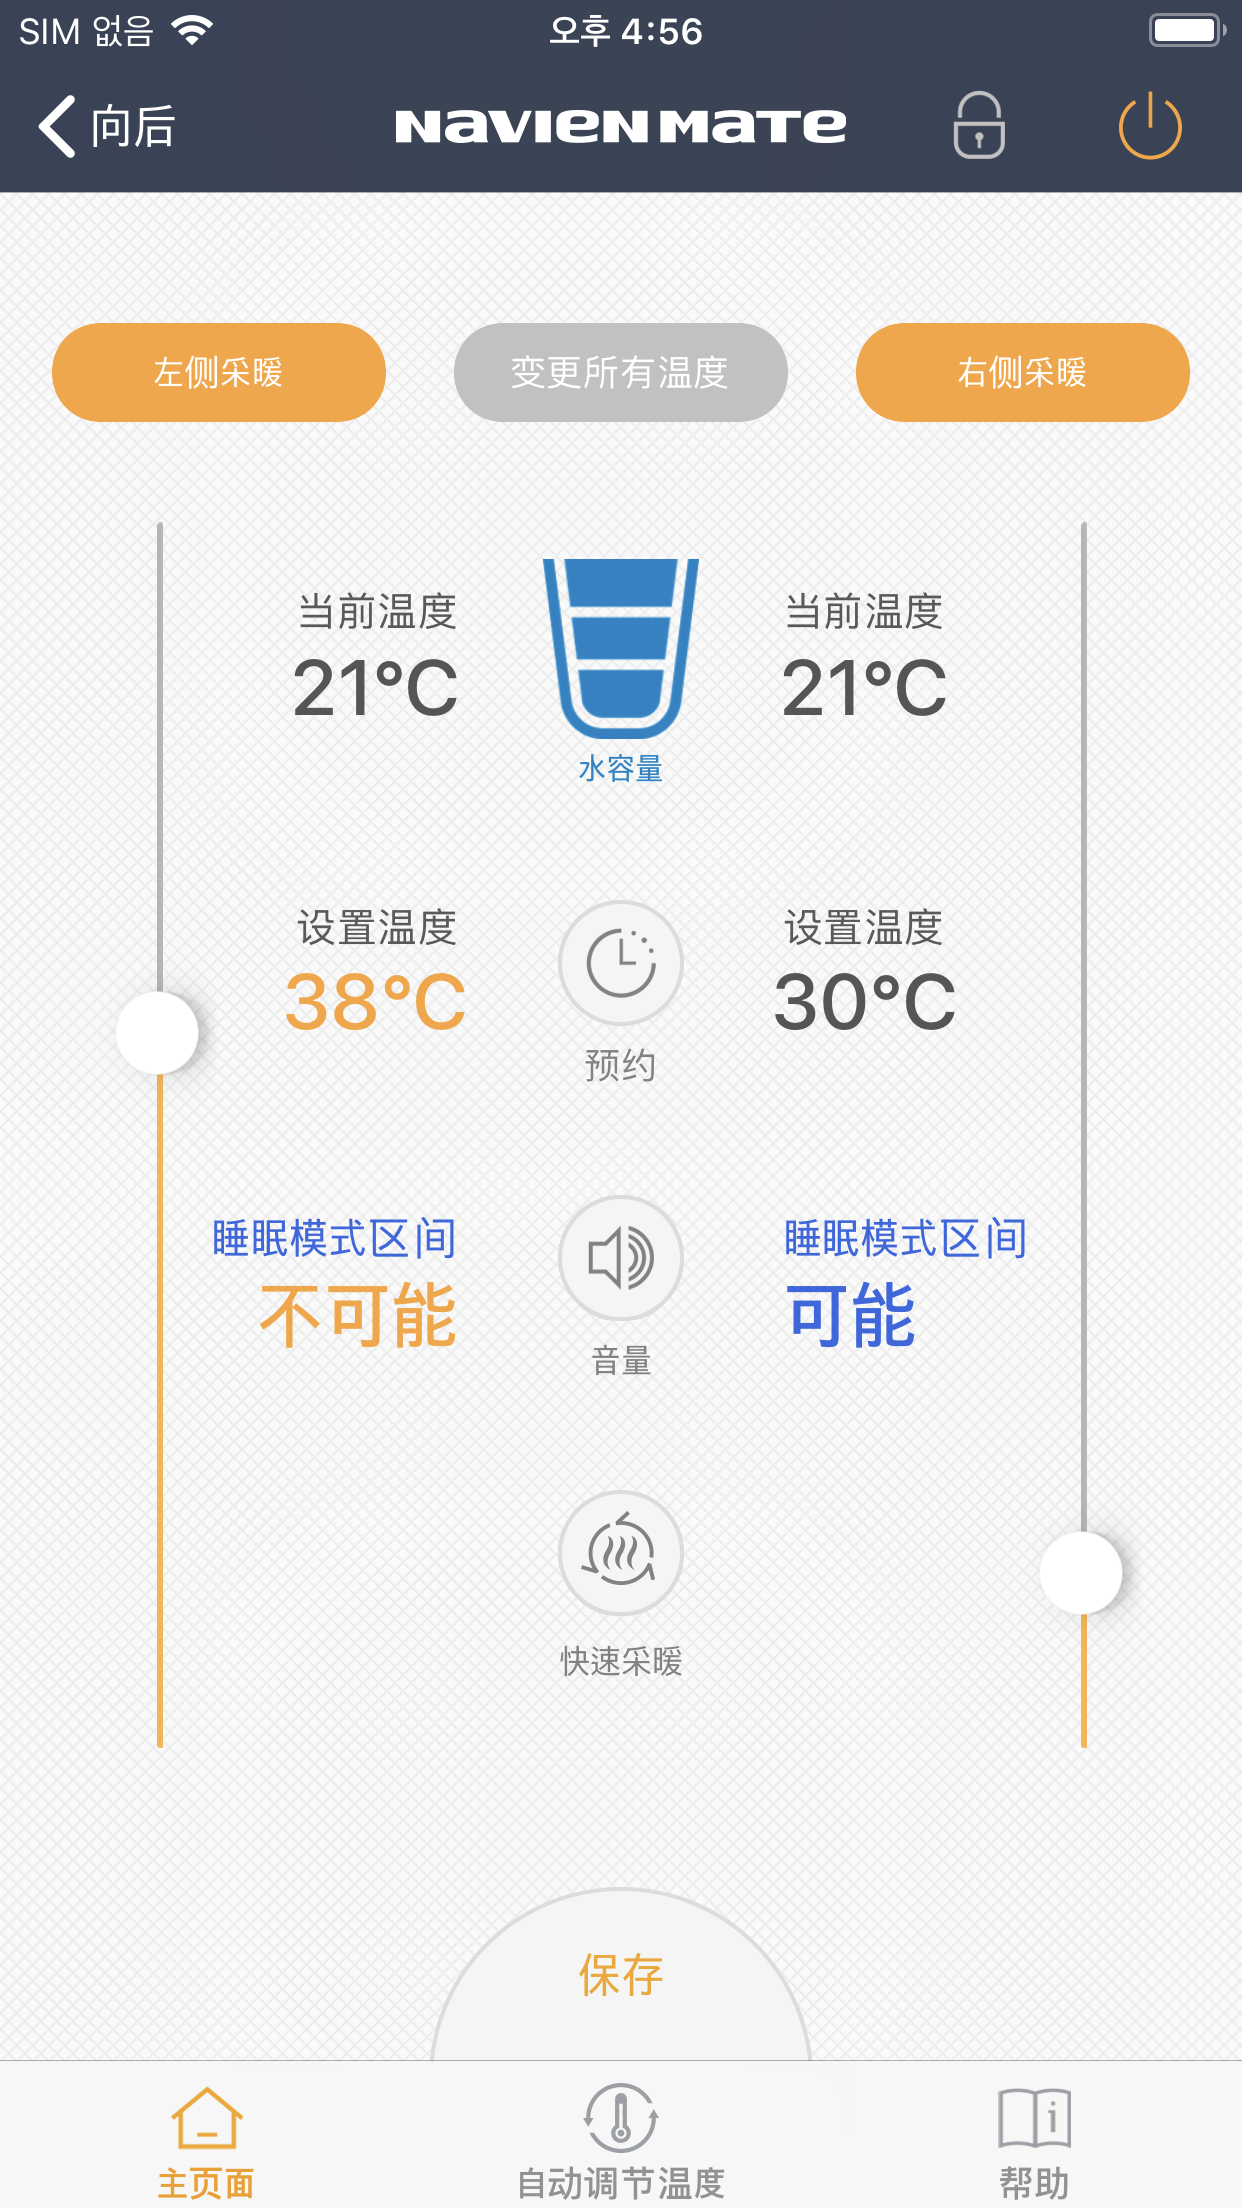 SIM 없음 오후 4:56
向后 NAVIEN MATE
左侧采暖 变更所有温度 右侧采暖
当前温度 当前温度
21°C 21°C
水容量
设置温度 设置温度
38°C 30°C
预约
睡眠模式区间 睡眠模式区间
不可能 可能
音量
快速采暖
保存
主页面 自动调节温度 帮助